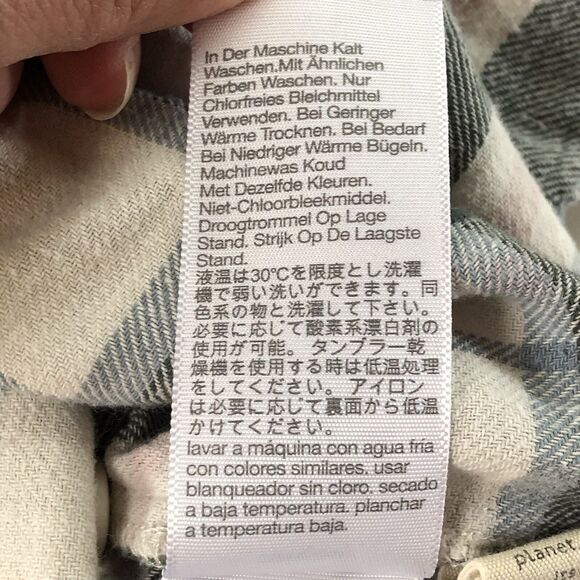 In Der Maschine Kalt
Waschen.Mit Ähnlichen
Farben Waschen. Nur
Chlorfreies Bleichmittel
Verwenden. Bei Geringer
Wärme Trocknen. Bei Bedarf
Bei Niedriger Wärme Bügeln.
Machinewas Koud
Met Dezelfde Kleuren.
Niet-Chloorbleekmiddel.
Droogtrommel Op Lage
Stand. Strijk Op De Laagste
Stand.
液温は30℃を限度とし洗濯
機で弱い洗いができます。同
色系の物と洗濯して下さい。
必要に応じて酸素系漂白剤の
使用が可能。 タンブラー乾
燥機を使用する時は低温処理
をしてください。 アイロン
は必要に応じて裏面から低温
かけてください。
lavar a máquina con agua fría
con colores similares. usar
blanqueador sin cloro. secado
a baja temperatura. planchar
a temperatura baja.
planet